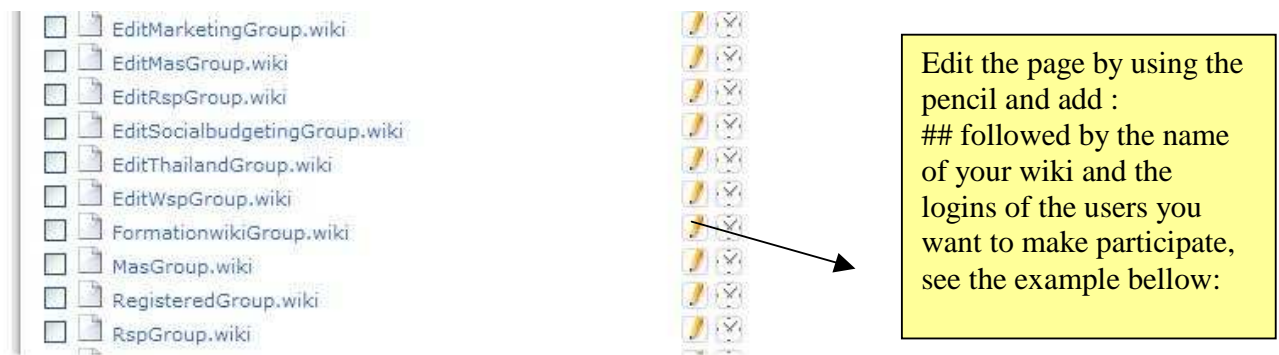 EditMarketingGroup.wiki
EditMasGroup.wiki
EditRspGroup.wiki
EditSocialbudgetingGroup.wiki
EditThailandGroup.wiki
EditWspGroup.wiki
FormationwikiGroup.wiki
MasGroup.wiki
RegisteredGroup.wiki
RspGroup.wiki
Edit the page by using the
pencil and add :
## followed by the name
of your wiki and the
logins of the users you
want to make participate,
see the example bellow: